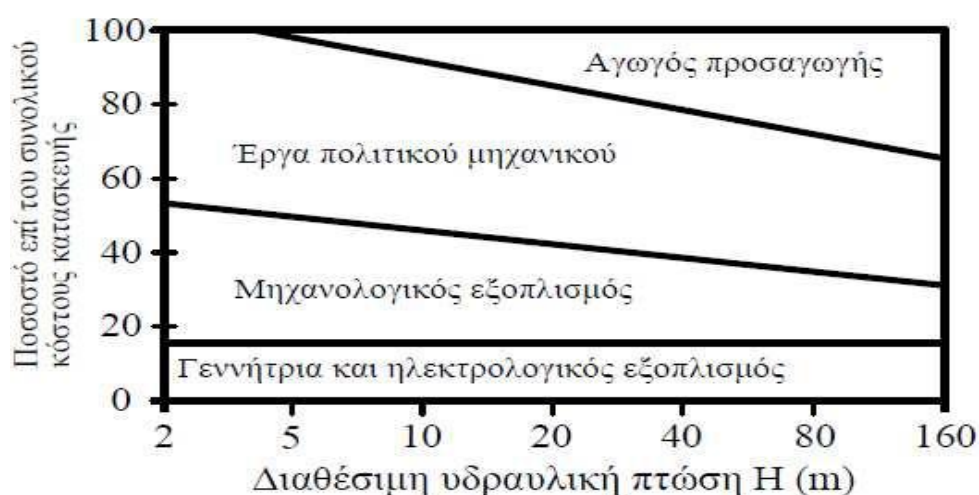 Ποσοστό επί του συνολικού
κόστους κατασκευής
100
80
60
40
20
0
Αγωγός προσαγωγής
Έργα πολιτικού μηχανικού
Μηχανολογικός εξοπλισμός
Γεννήτρια και ηλεκτρολογικός εξοπλισμός
2 5 10 20 40 80 160
Διαθέσιμη υδραυλική πτώση H (m)